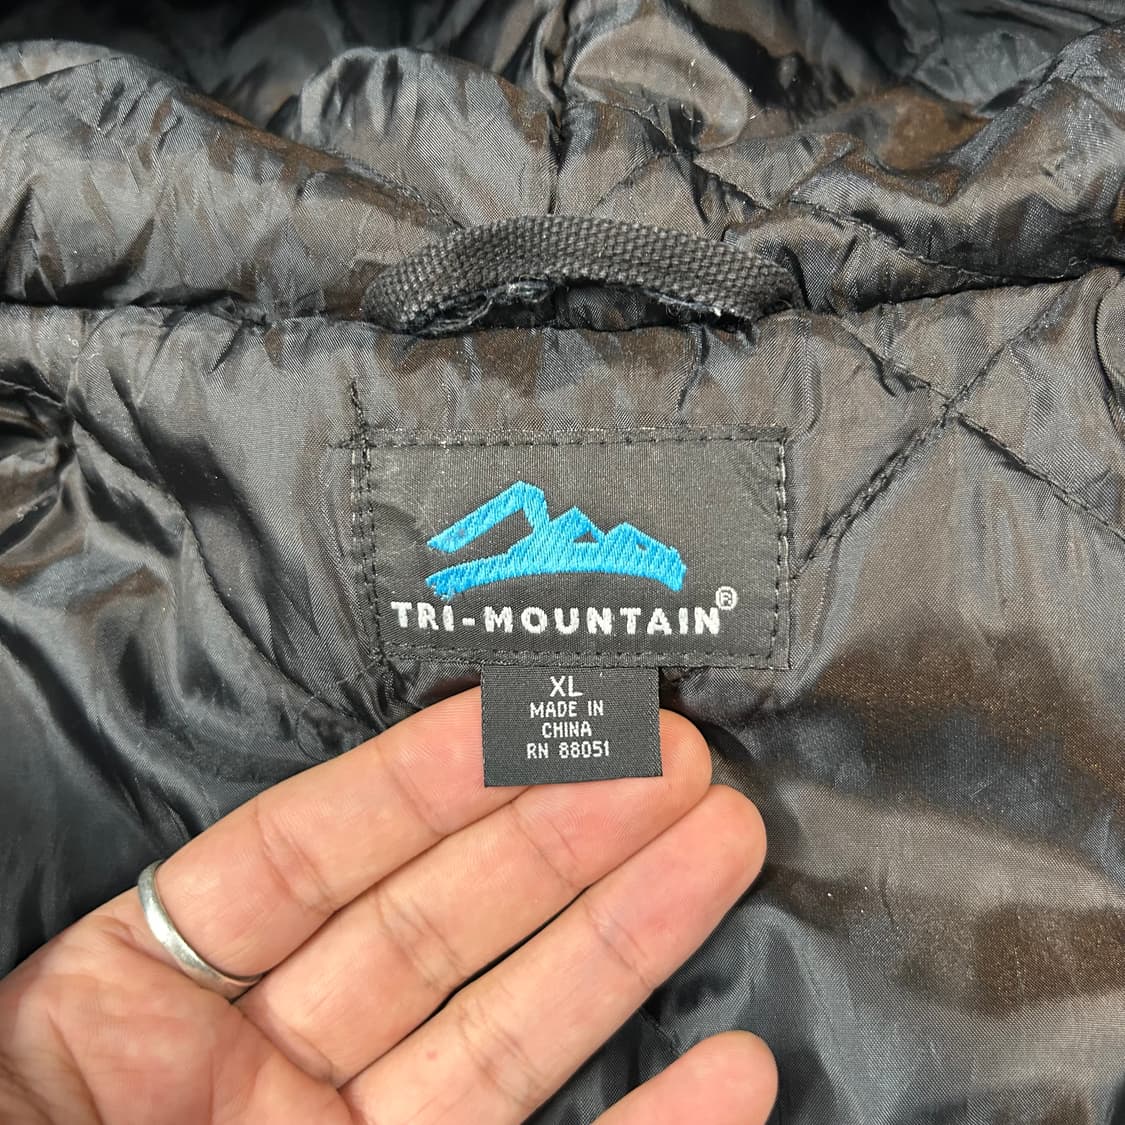 TRI-MOUNTAIN®
XL
MADE IN
CHINA
RN 88051